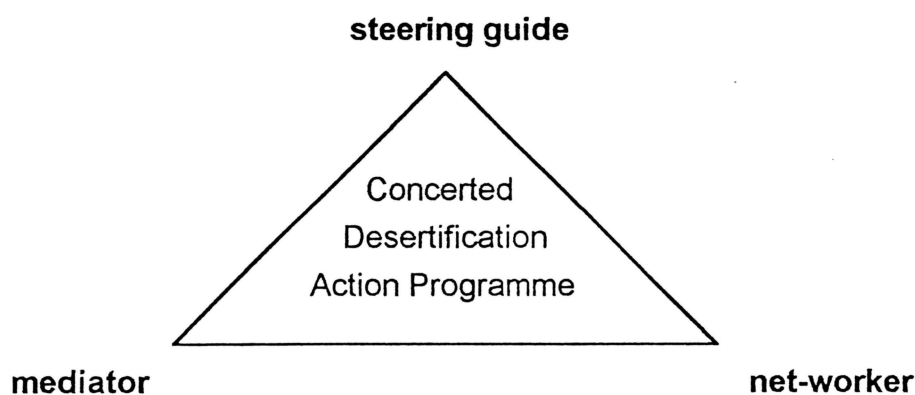 steering guide
Concerted
Desertification
Action Programme
mediator
net-worker